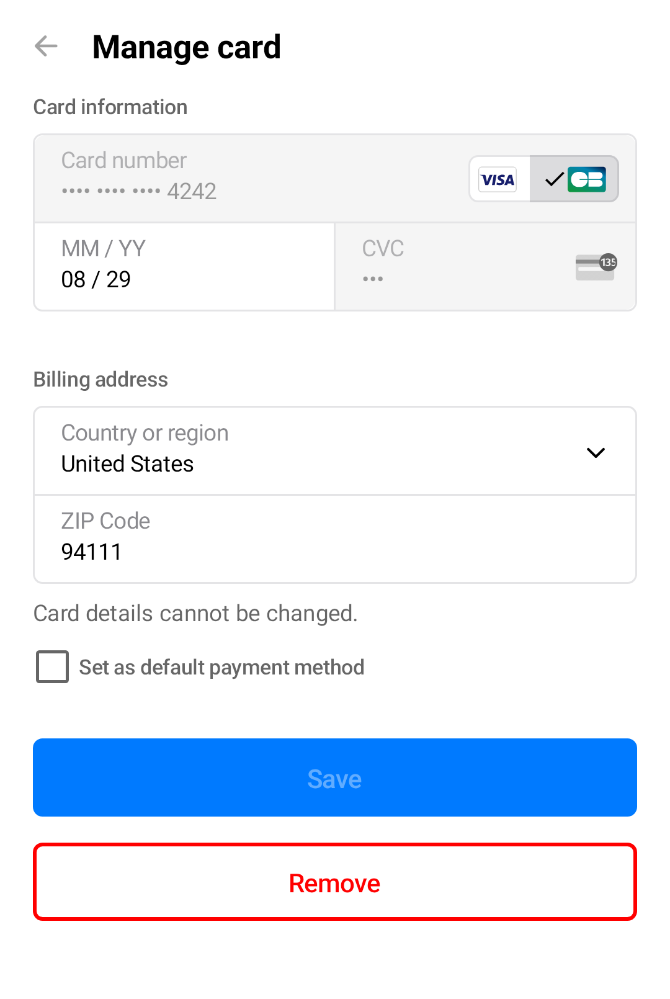 Manage card
Card information
Card number
•••• •••• •••• 4242
VISA
CB
MM / YY
08 / 29
CVC
•••
135
Billing address
Country or region
United States
ZIP Code
94111
Card details cannot be changed.
Set as default payment method
Save
Remove